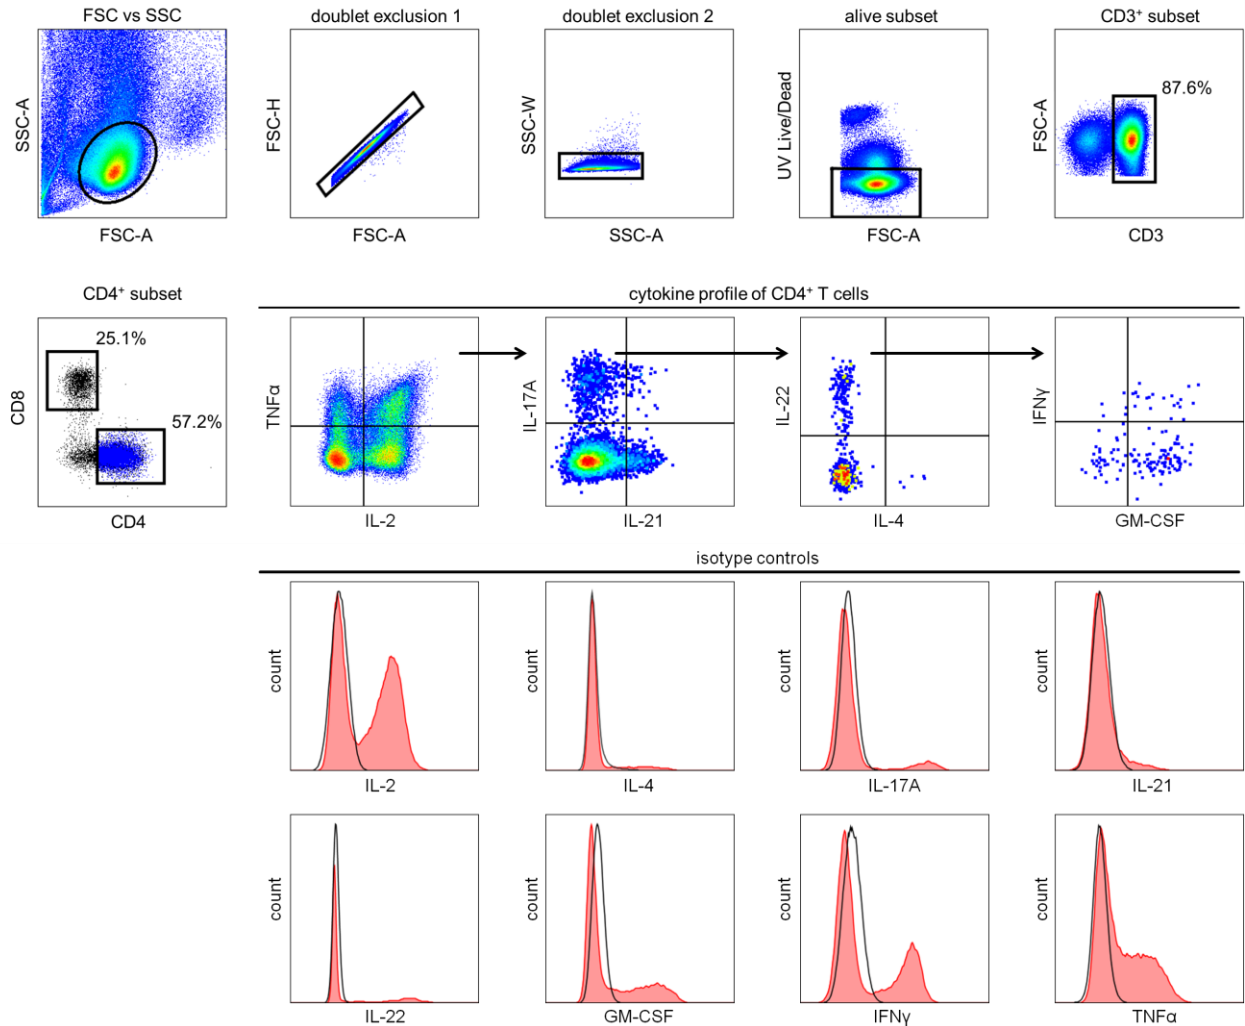 FSC vs SSC
doublet exclusion 1
doublet exclusion 2
alive subset
CD3⁺ subset
SSC-A
FSC-A
FSC-H
FSC-A
SSC-W
SSC-A
UV Live/Dead
FSC-A
FSC-A
87.6%
CD3
CD4⁺ subset
cytokine profile of CD4⁺ T cells
25.1%
57.2%
CD8
CD4
TNFα
IL-2
IL-17A
IL-21
IL-22
IL-4
IFNγ
GM-CSF
isotype controls
count
IL-2
count
IL-4
count
IL-17A
count
IL-21
count
IL-22
count
GM-CSF
count
IFNγ
count
TNFα